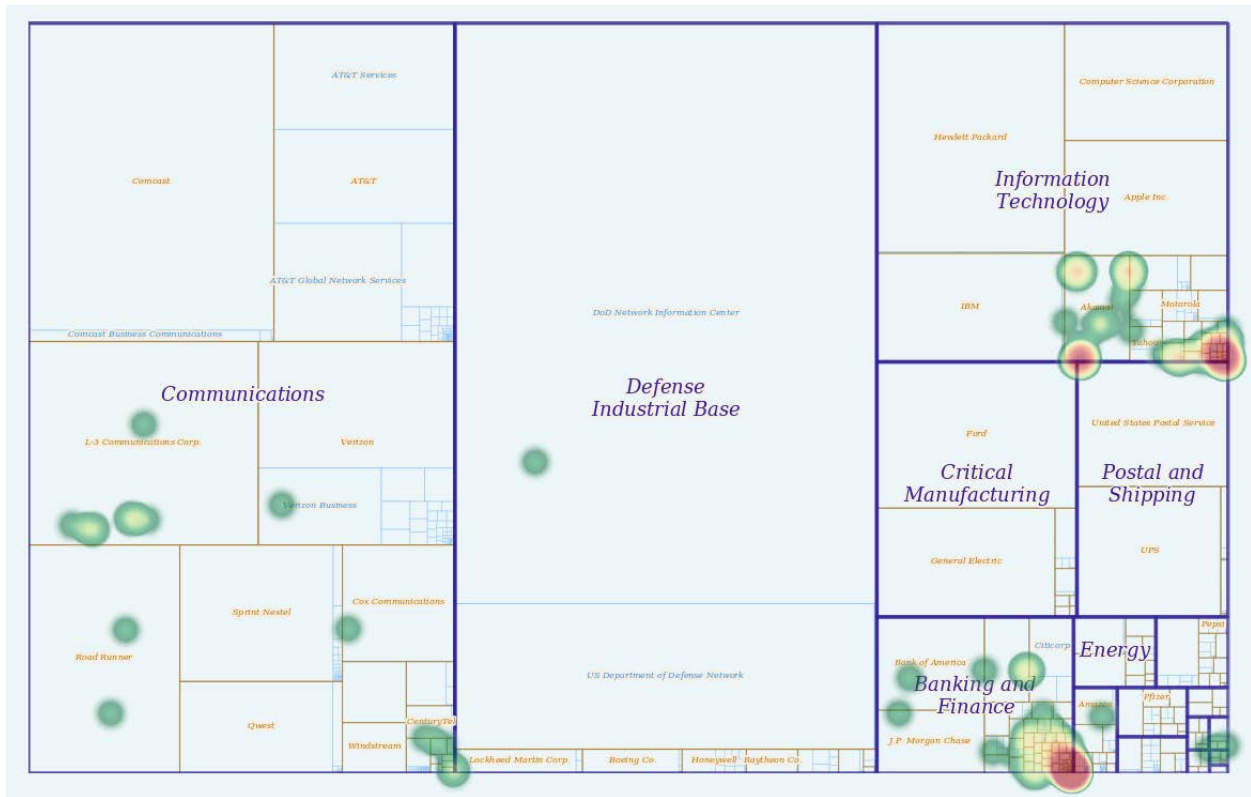 AT&T Services
Comcast
AT&T
AT&T Global Network Services
Comcast Business Communications
Communications
L-3 Communications Corp.
Verizon
Verizon Business
Road Runner
Sprint Nextel
Cox Communications
Qwest
Windstream
CenturyTel
DoD Network Information Center
Defense
Industrial Base
US Department of Defense Network
Lockheed Martin Corp.
Boeing Co.
Honeywell
Raytheon Co.
Hewlett Packard
Computer Science Corporation
Information
Technology
Apple Inc
IBM
Akamai
Motorola
Yahoo
Ford
Critical
Manufacturing
General Electric
United States Postal Service
Postal and
Shipping
UPS
Bank of America
Citicorp
Banking and
Finance
J.P Morgan Chase
Energy
Pepsi
Amazon
Pfizer